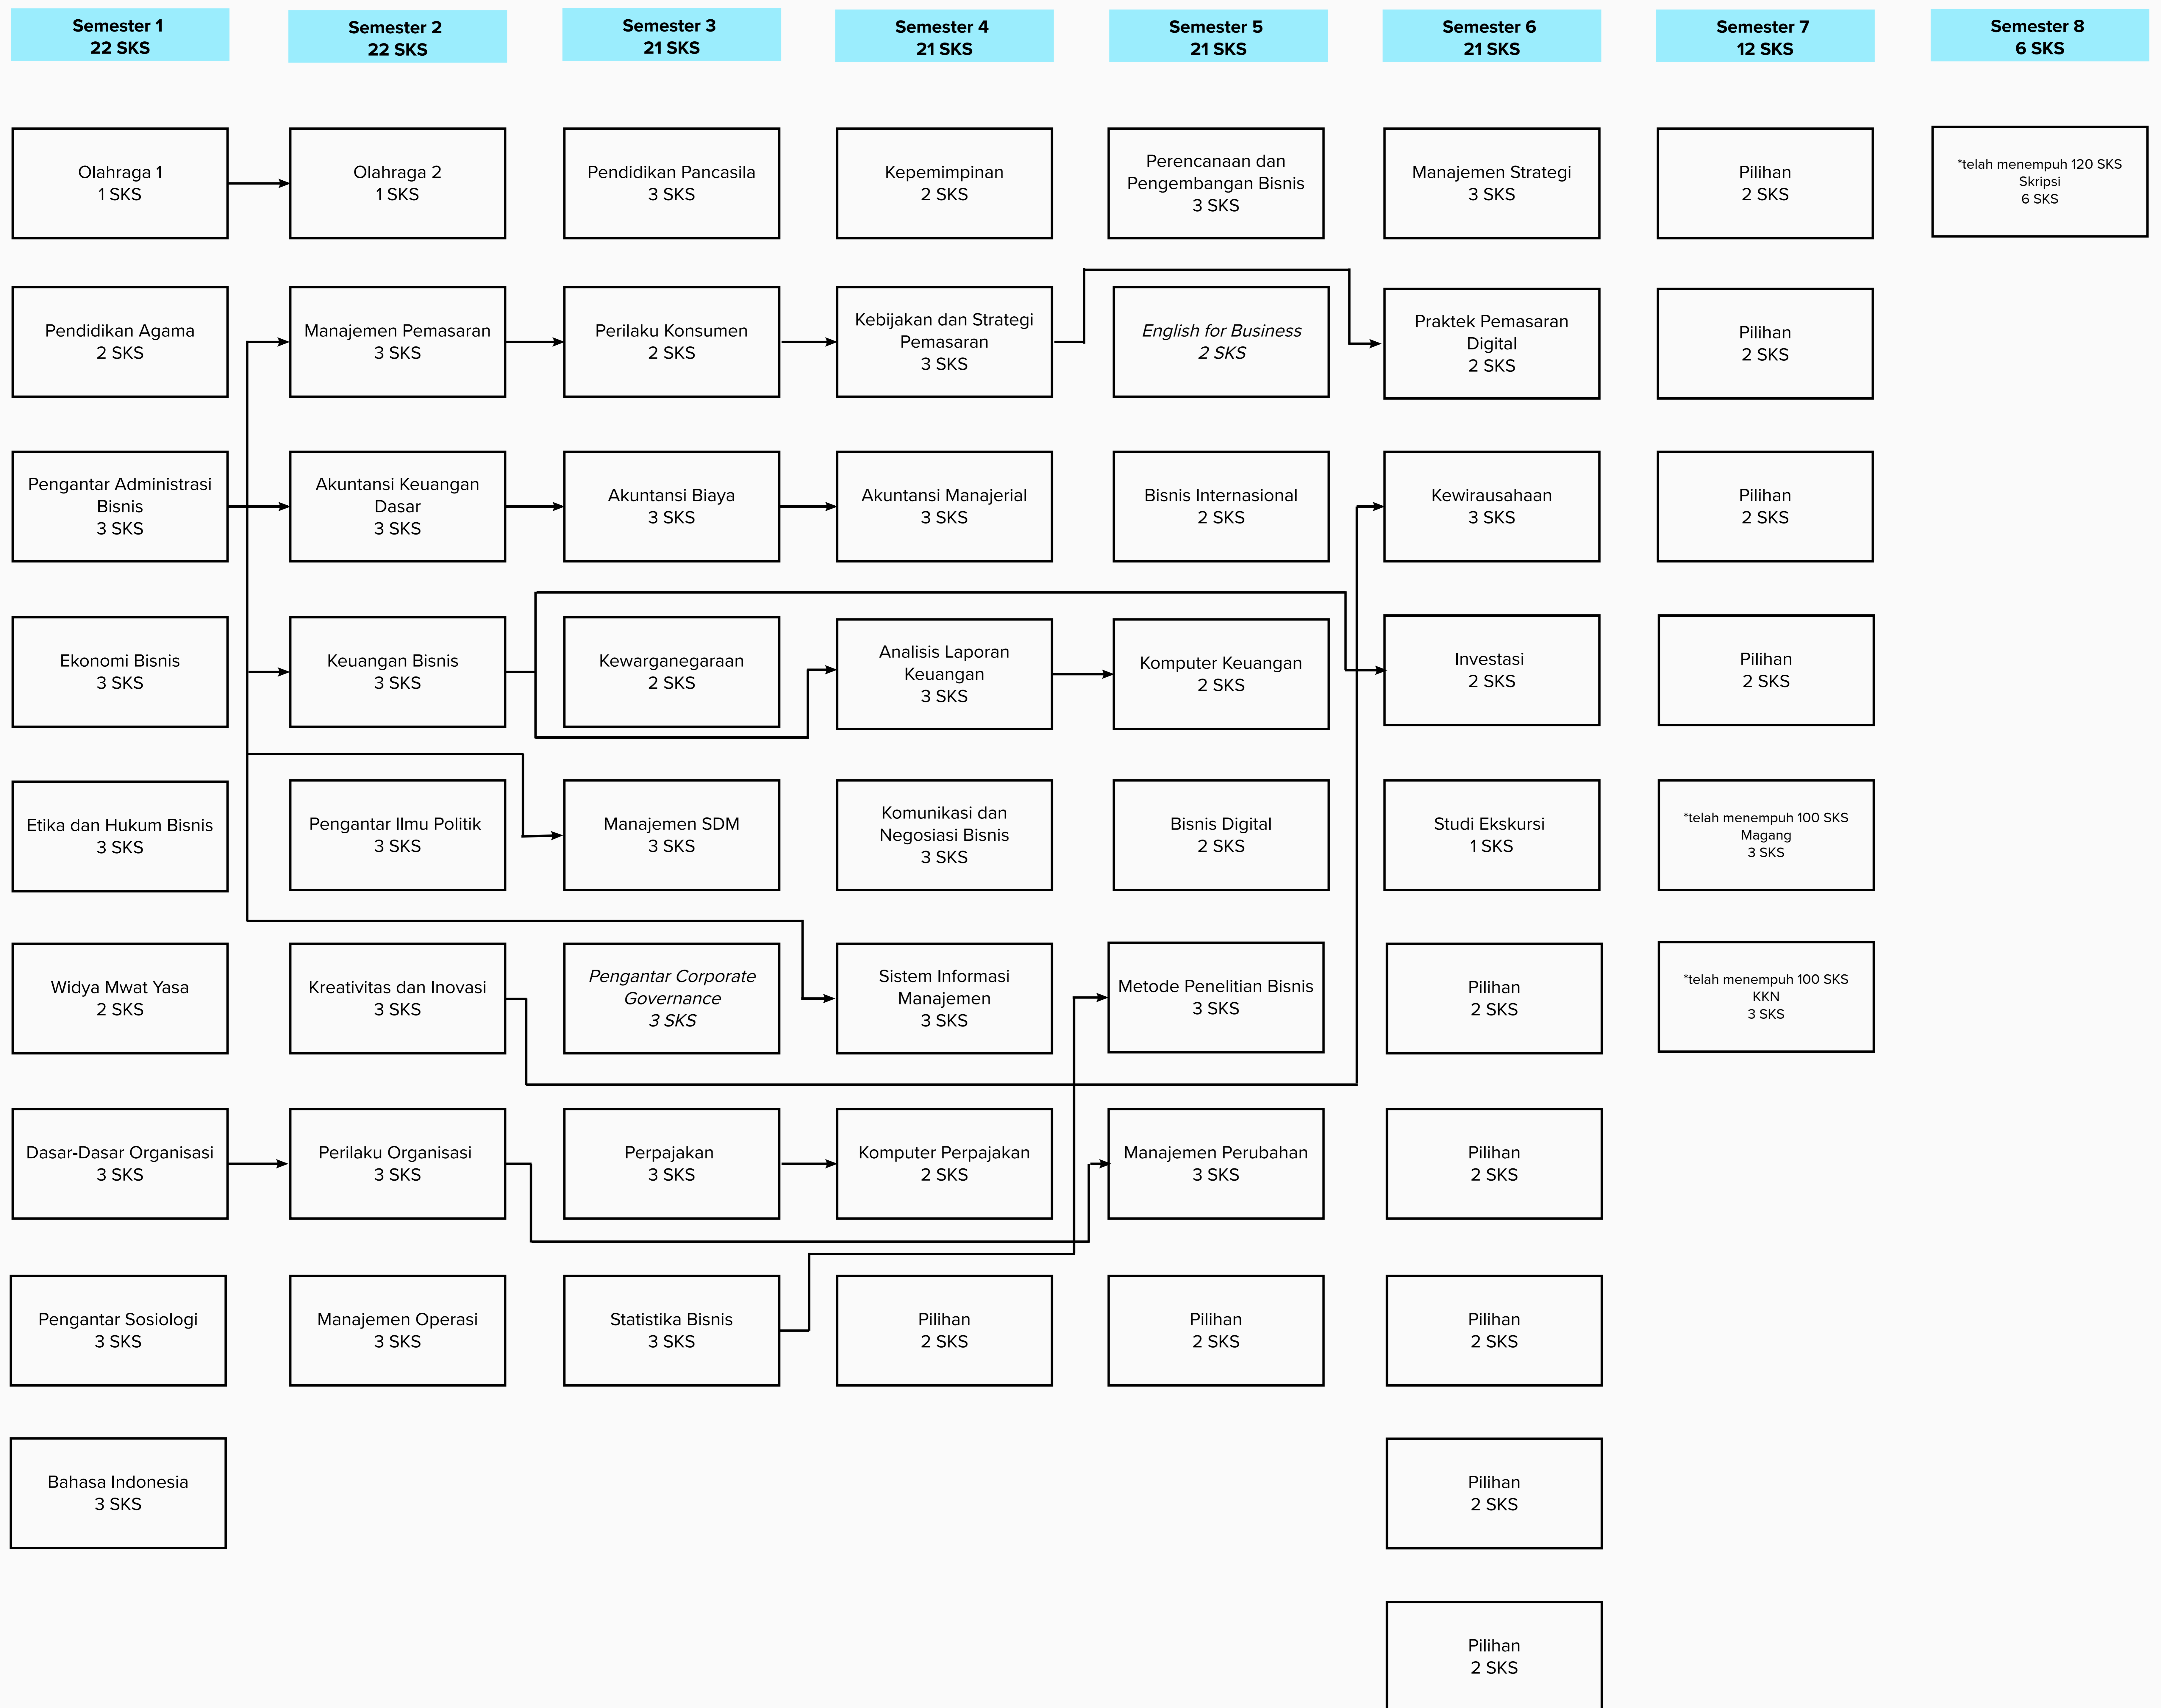 Semester 1
22 SKS
Semester 2
22 SKS
Semester 3
21 SKS
Semester 4
21 SKS
Semester 5
21 SKS
Semester 6
21 SKS
Semester 7
12 SKS
Semester 8
6 SKS
Olahraga 1
1 SKS
Olahraga 2
1 SKS
Pendidikan Pancasila
3 SKS
Kepemimpinan
2 SKS
Perencanaan dan
Pengembangan Bisnis
3 SKS
Manajemen Strategi
3 SKS
Pilihan
2 SKS
*telah menempuh 120 SKS
Skripsi
6 SKS
Pendidikan Agama
2 SKS
Manajemen Pemasaran
3 SKS
Perilaku Konsumen
2 SKS
Kebijakan dan Strategi
Pemasaran
3 SKS
English for Business
2 SKS
Praktek Pemasaran
Digital
2 SKS
Pilihan
2 SKS
Pengantar Administrasi
Bisnis
3 SKS
Akuntansi Keuangan
Dasar
3 SKS
Akuntansi Biaya
3 SKS
Akuntansi Manajerial
3 SKS
Bisnis Internasional
2 SKS
Kewirausahaan
3 SKS
Pilihan
2 SKS
Ekonomi Bisnis
3 SKS
Keuangan Bisnis
3 SKS
Kewarganegaraan
2 SKS
Analisis Laporan
Keuangan
3 SKS
Komputer Keuangan
2 SKS
Investasi
2 SKS
Pilihan
2 SKS
Etika dan Hukum Bisnis
3 SKS
Pengantar Ilmu Politik
3 SKS
Manajemen SDM
3 SKS
Komunikasi dan
Negosiasi Bisnis
3 SKS
Bisnis Digital
2 SKS
Studi Ekskursi
1 SKS
*telah menempuh 100 SKS
Magang
3 SKS
Widya Mwat Yasa
2 SKS
Kreativitas dan Inovasi
3 SKS
Pengantar Corporate
Governance
3 SKS
Sistem Informasi
Manajemen
3 SKS
Metode Penelitian Bisnis
3 SKS
Pilihan
2 SKS
*telah menempuh 100 SKS
KKN
3 SKS
Dasar-Dasar Organisasi
3 SKS
Perilaku Organisasi
3 SKS
Perpajakan
3 SKS
Komputer Perpajakan
2 SKS
Manajemen Perubahan
3 SKS
Pilihan
2 SKS
Pengantar Sosiologi
3 SKS
Manajemen Operasi
3 SKS
Statistika Bisnis
3 SKS
Pilihan
2 SKS
Pilihan
2 SKS
Pilihan
2 SKS
Bahasa Indonesia
3 SKS
Pilihan
2 SKS
Pilihan
2 SKS